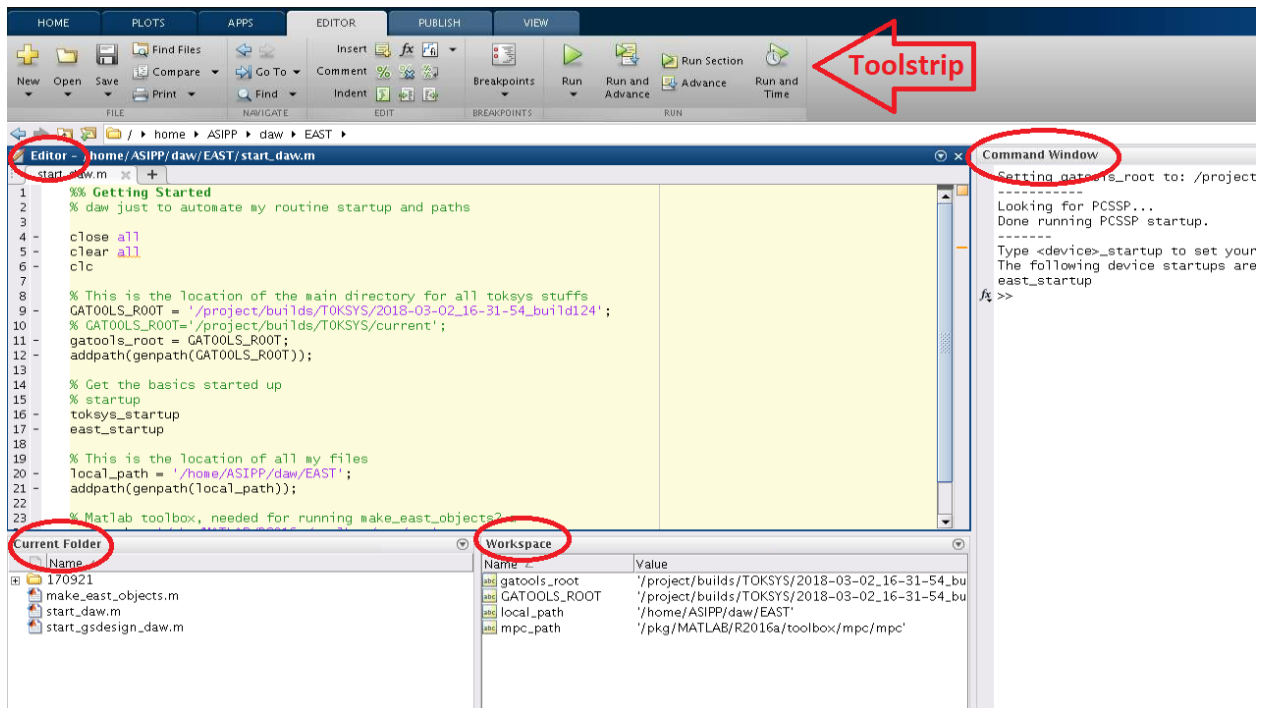 HOME PLOTS APPS EDITOR PUBLISH VIEW
New Open Save
Find Files
Compare
Print
FILE
Go To
Find
NAVIGATE
Insert fx
Comment
Indent
EDIT
Breakpoints
BREAKPOINTS
Run
Run and Advance
Run Section
Advance
Run and Time
RUN
Toolstrip
/ home ASIPP daw EAST
Editor - /home/ASIPP/daw/EAST/start_daw.m
start_daw.m × +
1 %% Getting Started
2 % daw just to automate my routine startup and paths
3
4 - close all
5 - clear all
6 - clc
7
8 % This is the location of the main directory for all toksys stuffs
9 - GATOOLS_ROOT = '/project/builds/TOKSYS/2018-03-02_16-31-54_build124';
10 % GATOOLS_ROOT='/project/builds/TOKSYS/current';
11 - gatools_root = GATOOLS_ROOT;
12 - addpath(genpath(GATOOLS_ROOT));
13
14 % Get the basics started up
15 % startup
16 - toksys_startup
17 - east_startup
18
19 % This is the location of all my files
20 - local_path = '/home/ASIPP/daw/EAST';
21 - addpath(genpath(local_path));
22
23 % Matlab toolbox, needed for running make_east_objects?
Command Window
Setting gatools_root to: /project
-----------
Looking for PCSSP...
Done running PCSSP startup.
-------
Type <device>_startup to set your
The following device startups are
east_startup
fx >>
Current Folder
Name
170921
make_east_objects.m
start_daw.m
start_gsdesign_daw.m
Workspace
Name Value
gatools_root '/project/builds/TOKSYS/2018-03-02_16-31-54_bu
GATOOLS_ROOT '/project/builds/TOKSYS/2018-03-02_16-31-54_bu
local_path '/home/ASIPP/daw/EAST'
mpc_path '/pkg/MATLAB/R2016a/toolbox/mpc/mpc'